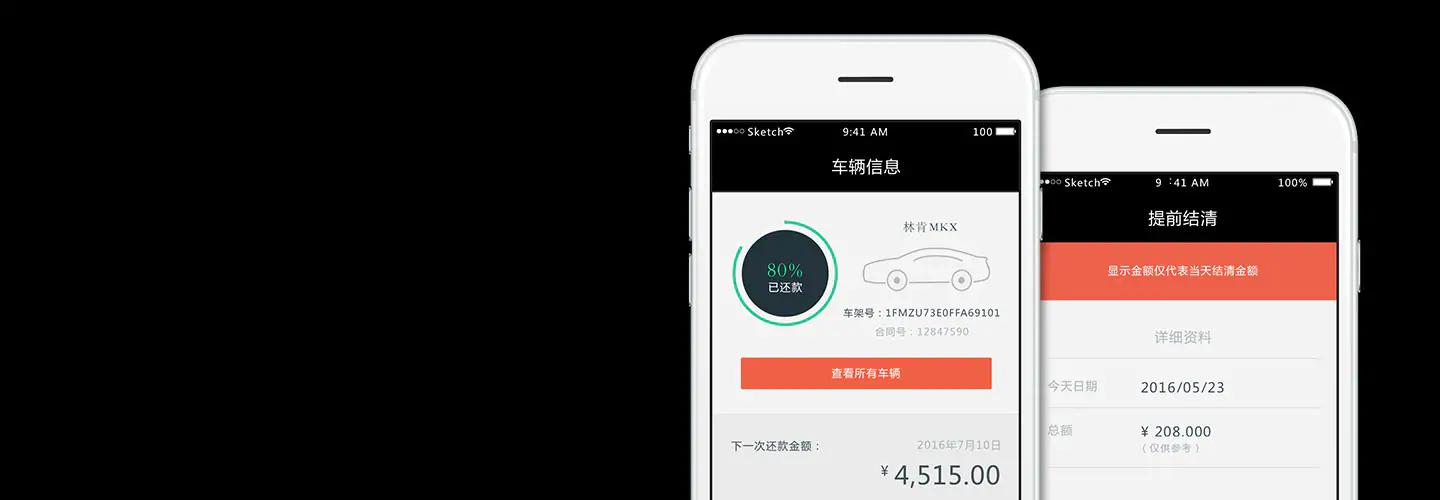 Sketch 9:41 AM 100
车辆信息
林肯MKX
80%
已还款
车架号：1FMZU73E0FFA69101
合同号：12847590
查看所有车辆
下一次还款金额： 2016年7月10日
¥ 4,515.00
Sketch 9 :41 AM 100%
提前结清
显示金额仅代表当天结清金额
详细资料
今天日期 2016/05/23
总额 ¥ 208.000
（仅供参考）